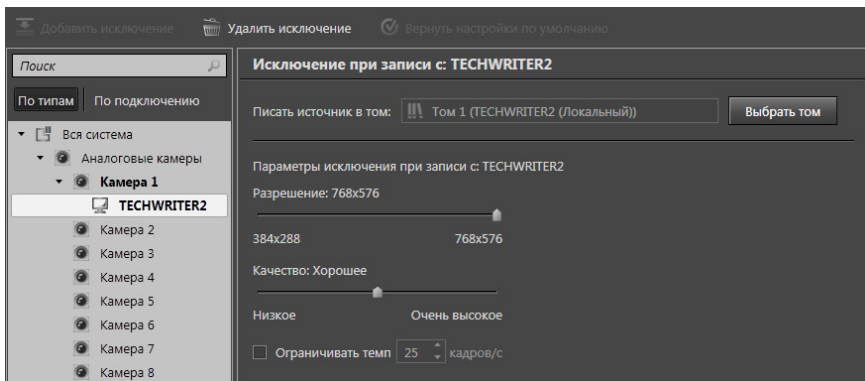 Добавить исключение Удалить исключение Вернуть настройки по умолчанию
Поиск
По типам По подключению
Вся система
Аналоговые камеры
Камера 1
TECHWRITER2
Камера 2
Камера 3
Камера 4
Камера 5
Камера 6
Камера 7
Камера 8
Исключение при записи с: TECHWRITER2
Писать источник в том: Том 1 (TECHWRITER2 (Локальный)) Выбрать том
Параметры исключения при записи с: TECHWRITER2
Разрешение: 768x576
384x288 768x576
Качество: Хорошее
Низкое Очень высокое
Ограничивать темп 25 кадров/с